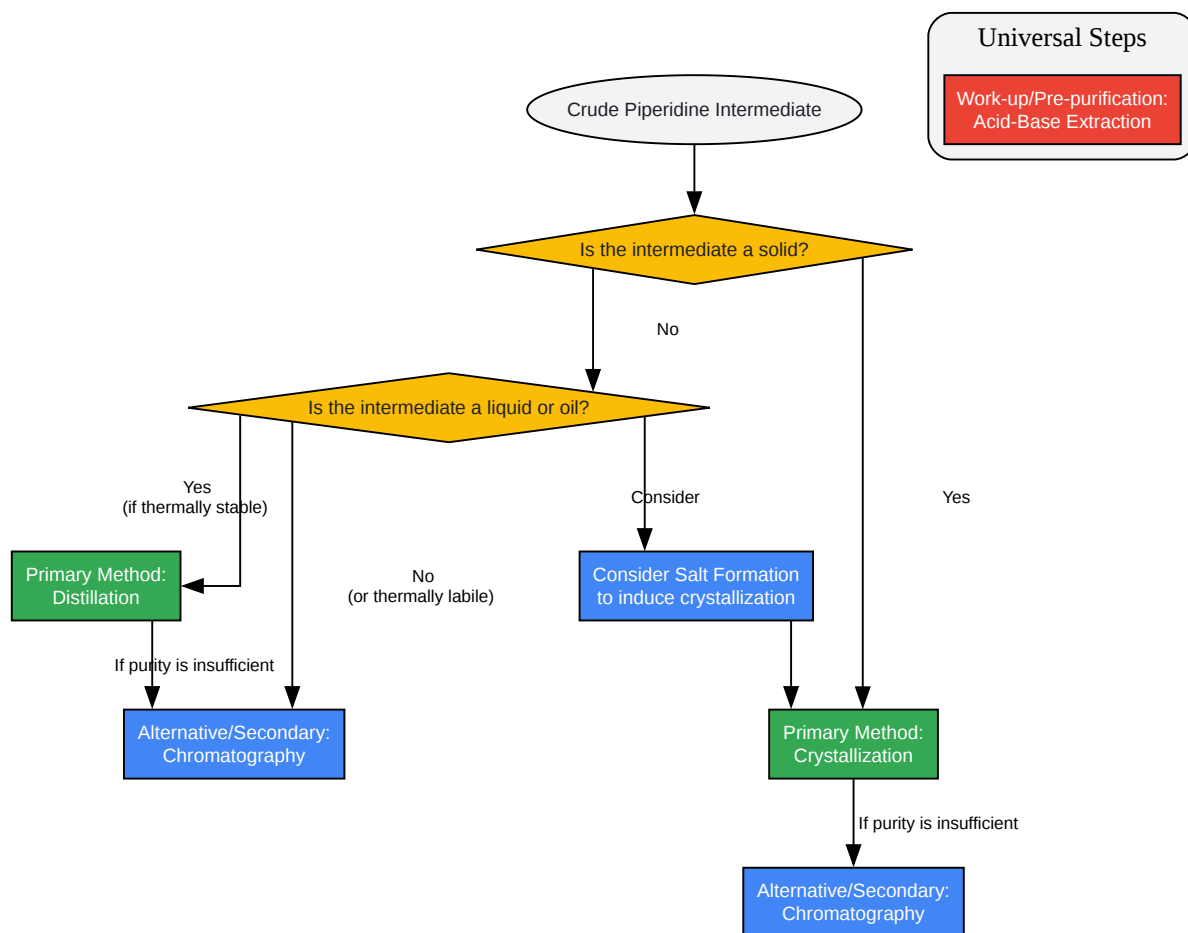 Universal Steps
Work-up/Pre-purification:
Acid-Base Extraction
Crude Piperidine Intermediate
Is the intermediate a solid?
No
Is the intermediate a liquid or oil?
Yes
(if thermally stable)
Consider
Yes
Primary Method:
Distillation
No
(or thermally labile)
Consider Salt Formation
to induce crystallization
If purity is insufficient
Alternative/Secondary:
Chromatography
Primary Method:
Crystallization
If purity is insufficient
Alternative/Secondary:
Chromatography